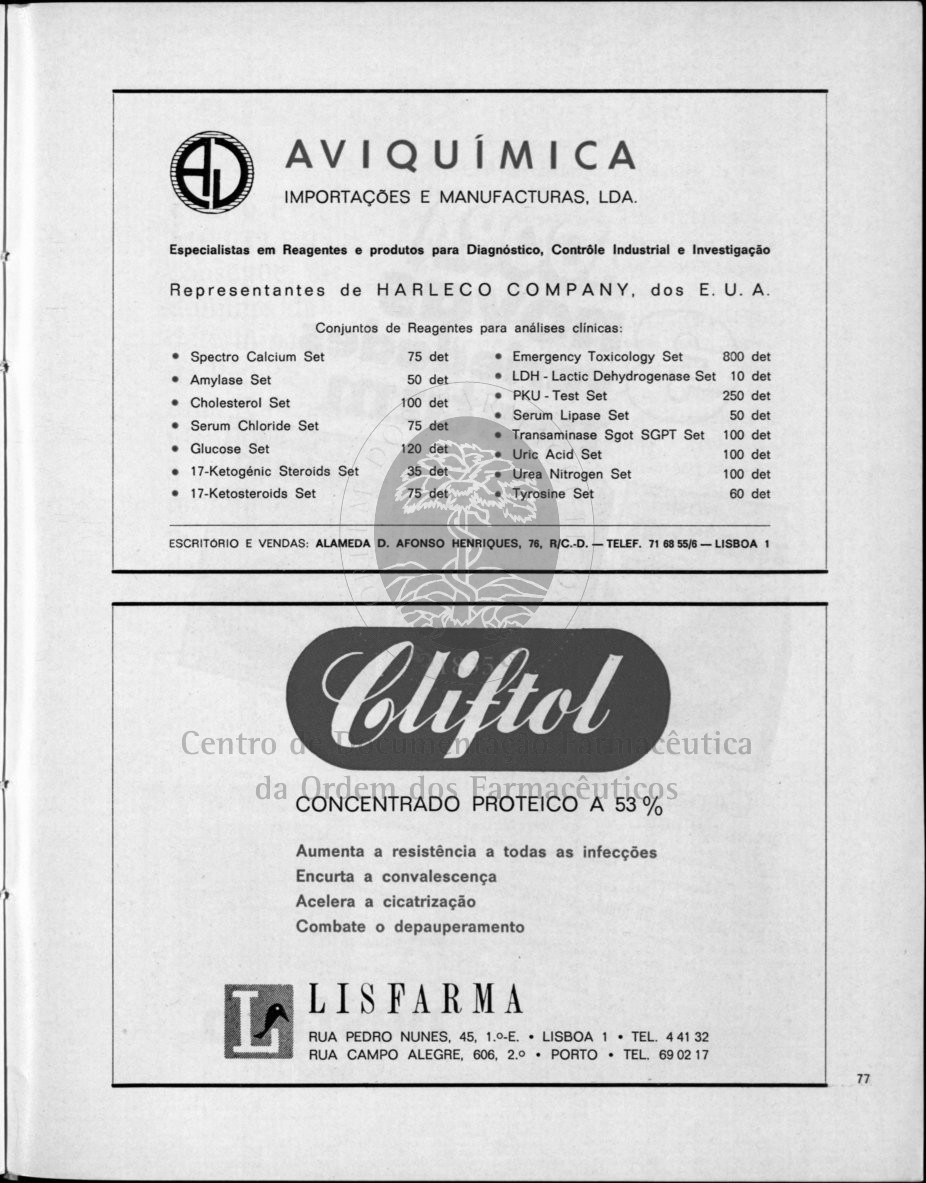 AVIQUÍMICA
IMPORTAÇÕES E MANUFACTURAS, LDA.
Especialistas em Reagentes e produtos para Diagnóstico, Contrôle Industrial e Investigação
Representantes de HARLECO COMPANY, dos E. U. A.
Conjuntos de Reagentes para análises clínicas:
• Spectro Calcium Set 75 det
• Amylase Set 50 det
• Cholesterol Set 100 det
• Serum Chloride Set 75 det
• Glucose Set 120 det
• 17-Ketogénic Steroids Set 35 det
• 17-Ketosteroids Set 75 det
• Emergency Toxicology Set 800 det
• LDH - Lactic Dehydrogenase Set 10 det
• PKU - Test Set 250 det
• Serum Lipase Set 50 det
• Transaminase Sgot SGPT Set 100 det
• Uric Acid Set 100 det
• Urea Nitrogen Set 100 det
• Tyrosine Set 60 det
ESCRITÓRIO E VENDAS: ALAMEDA D. AFONSO HENRIQUES, 76, R/C.-D. — TELEF. 71 68 55/6 — LISBOA 1
Cliftol
Centro de Documentação Farmacêutica
da Ordem dos Farmacêuticos
CONCENTRADO PROTEICO A 53 %
Aumenta a resistência a todas as infecções
Encurta a convalescença
Acelera a cicatrização
Combate o depauperamento
L
LISFARMA
RUA PEDRO NUNES, 45, 1.º-E. • LISBOA 1 • TEL. 4 41 32
RUA CAMPO ALEGRE, 606, 2.º • PORTO • TEL. 69 02 17
77